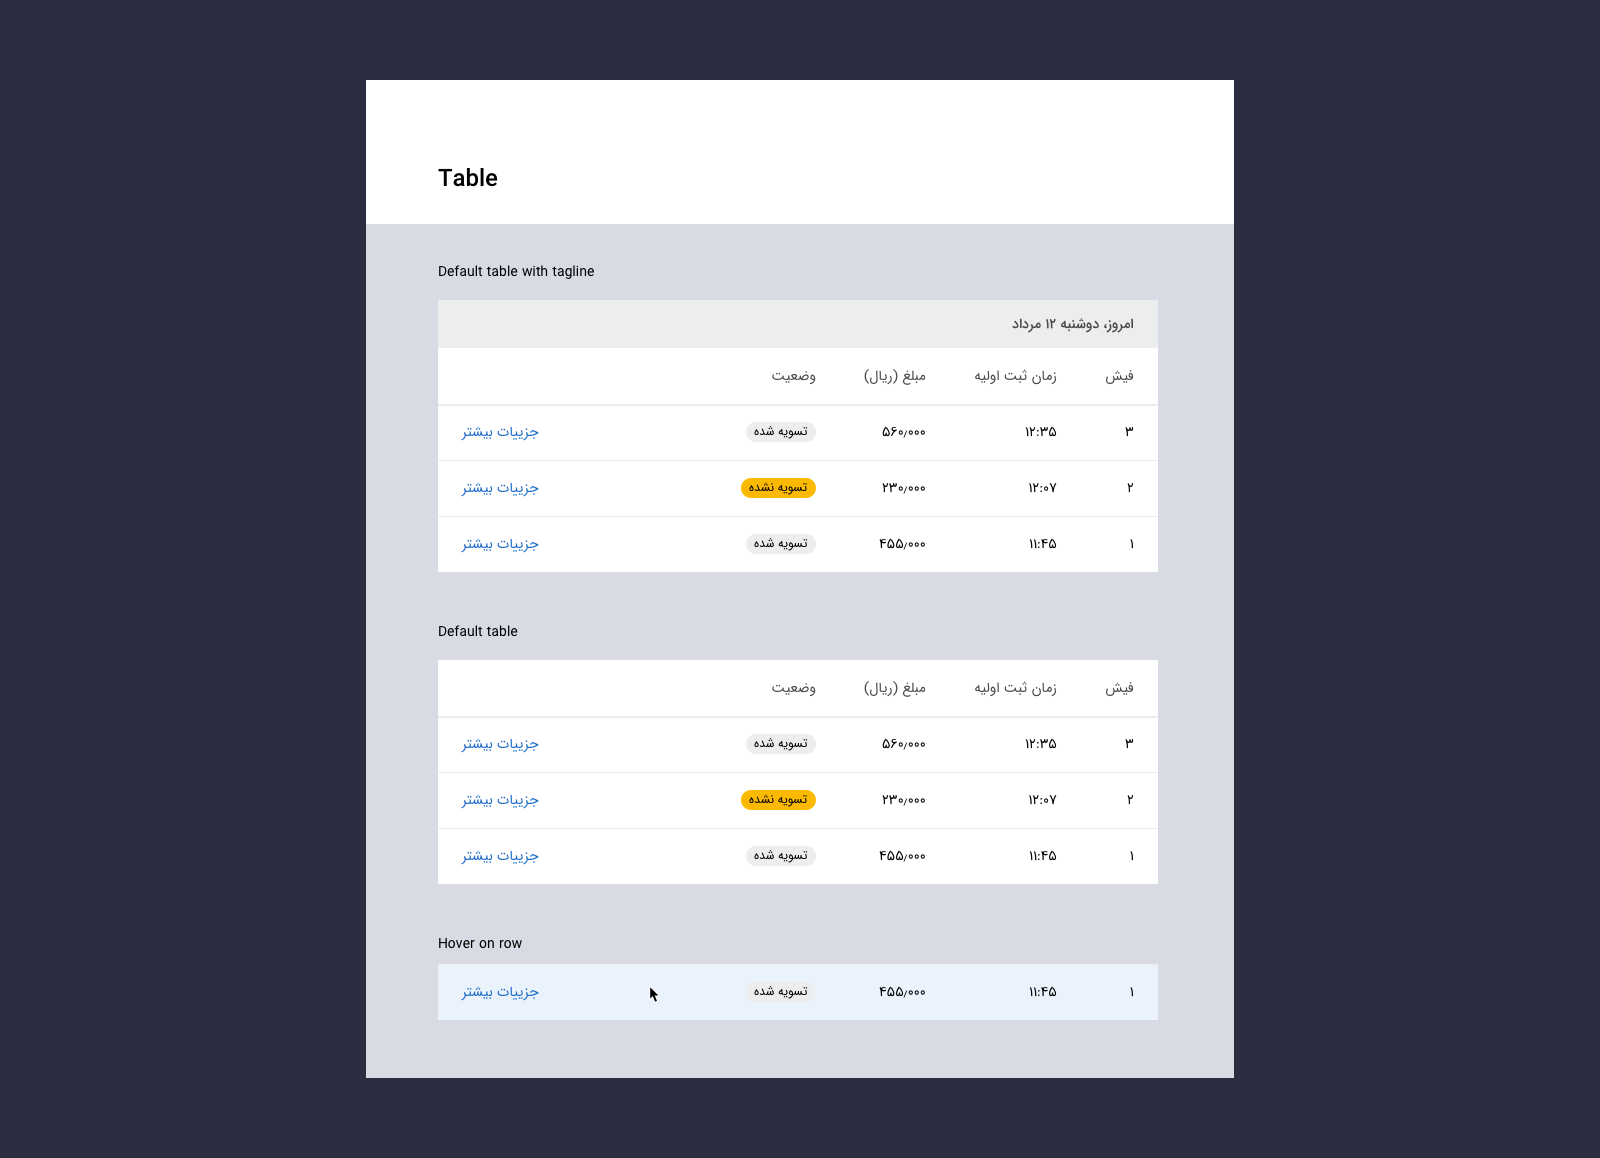 Table
Default table with tagline
امروز، دوشنبه ۱۲ مرداد
فیش زمان ثبت اولیه مبلغ (ریال) وضعیت
۳ ۱۲:۳۵ ۵۶۰٫۰۰۰ تسویه شده جزییات بیشتر
۲ ۱۲:۰۷ ۲۳۰٫۰۰۰ تسویه نشده جزییات بیشتر
۱ ۱۱:۴۵ ۴۵۵٫۰۰۰ تسویه شده جزییات بیشتر
Default table
فیش زمان ثبت اولیه مبلغ (ریال) وضعیت
۳ ۱۲:۳۵ ۵۶۰٫۰۰۰ تسویه شده جزییات بیشتر
۲ ۱۲:۰۷ ۲۳۰٫۰۰۰ تسویه نشده جزییات بیشتر
۱ ۱۱:۴۵ ۴۵۵٫۰۰۰ تسویه شده جزییات بیشتر
Hover on row
۱ ۱۱:۴۵ ۴۵۵٫۰۰۰ تسویه شده جزییات بیشتر